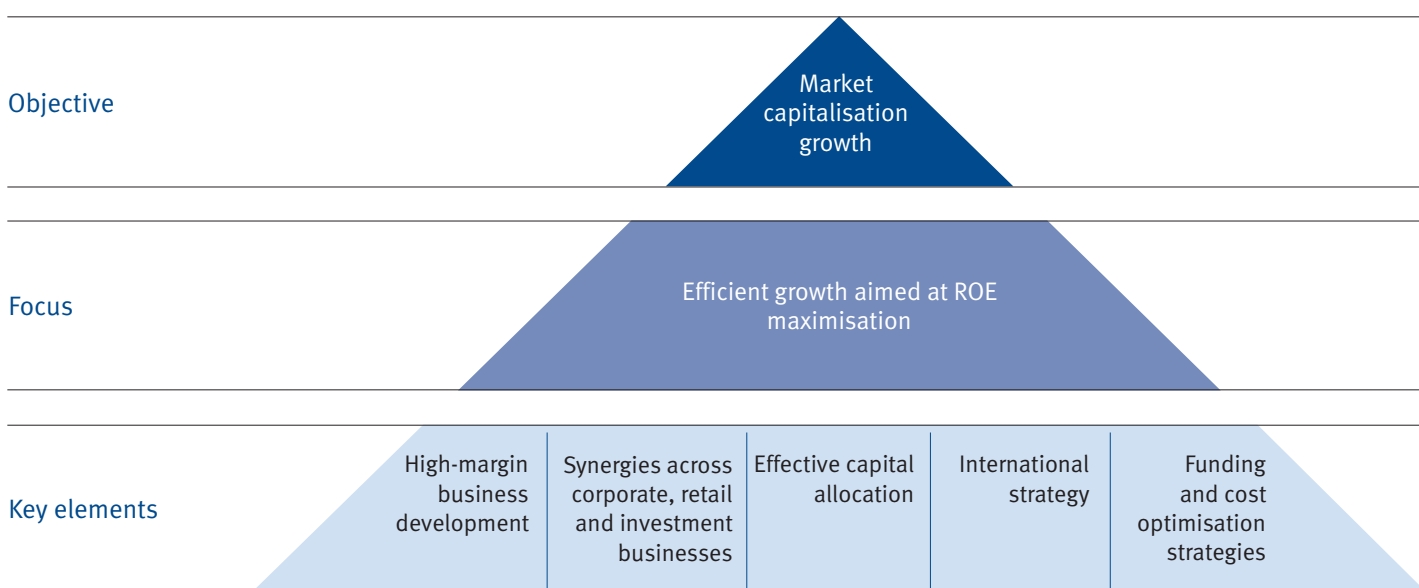 Objective
Market
capitalisation
growth
Focus
Efficient growth aimed at ROE
maximisation
Key elements
High-margin
business
development
Synergies across
corporate, retail
and investment
businesses
Effective capital
allocation
International
strategy
Funding
and cost
optimisation
strategies